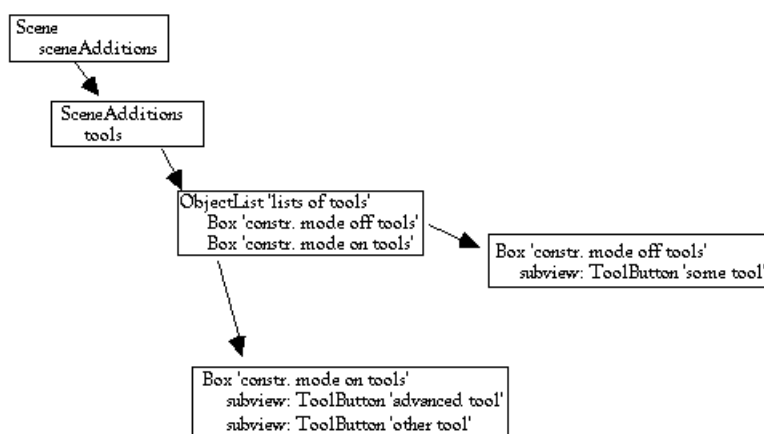 Scene
sceneAdditions
SceneAdditions
tools
ObjectList 'lists of tools'
Box 'constr. mode off tools'
Box 'constr. mode on tools'
Box 'constr. mode off tools'
subview: ToolButton 'some tool'
Box 'constr. mode on tools'
subview: ToolButton 'advanced tool'
subview: ToolButton 'other tool'